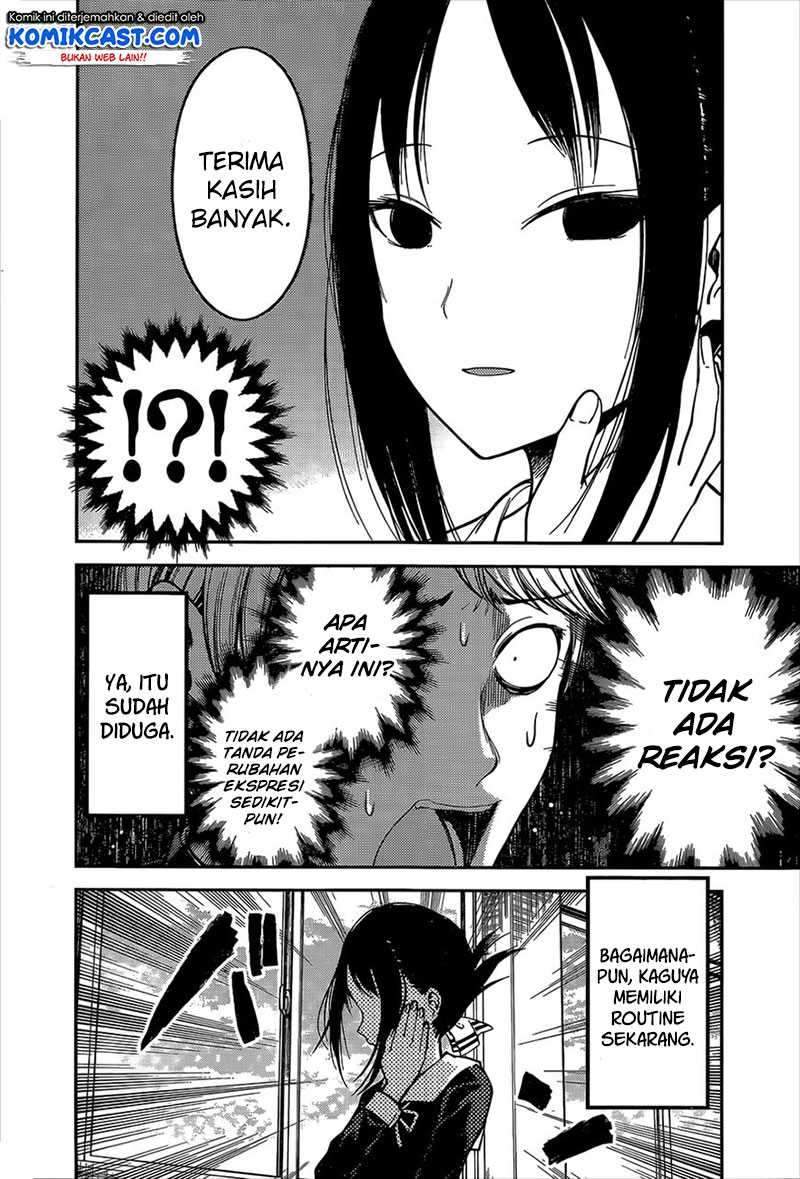 Komik ini diterjemahkan & diedit oleh
KOMIKCAST.COM
BUKAN WEB LAIN!!
TERIMA
KASIH
BANYAK.
!?!
TIDAK
ADA
REAKSI?
APA
ARTI-
NYA INI?
TIDAK ADA
TANDA PE-
RUBAHAN
EKSPRESI
SEDIKIT-
PUN!
YA, ITU
SUDAH
DIDUGA.
BAGAIMANA-
PUN, KAGUYA
MEMILIKI
ROUTINE
SEKARANG.